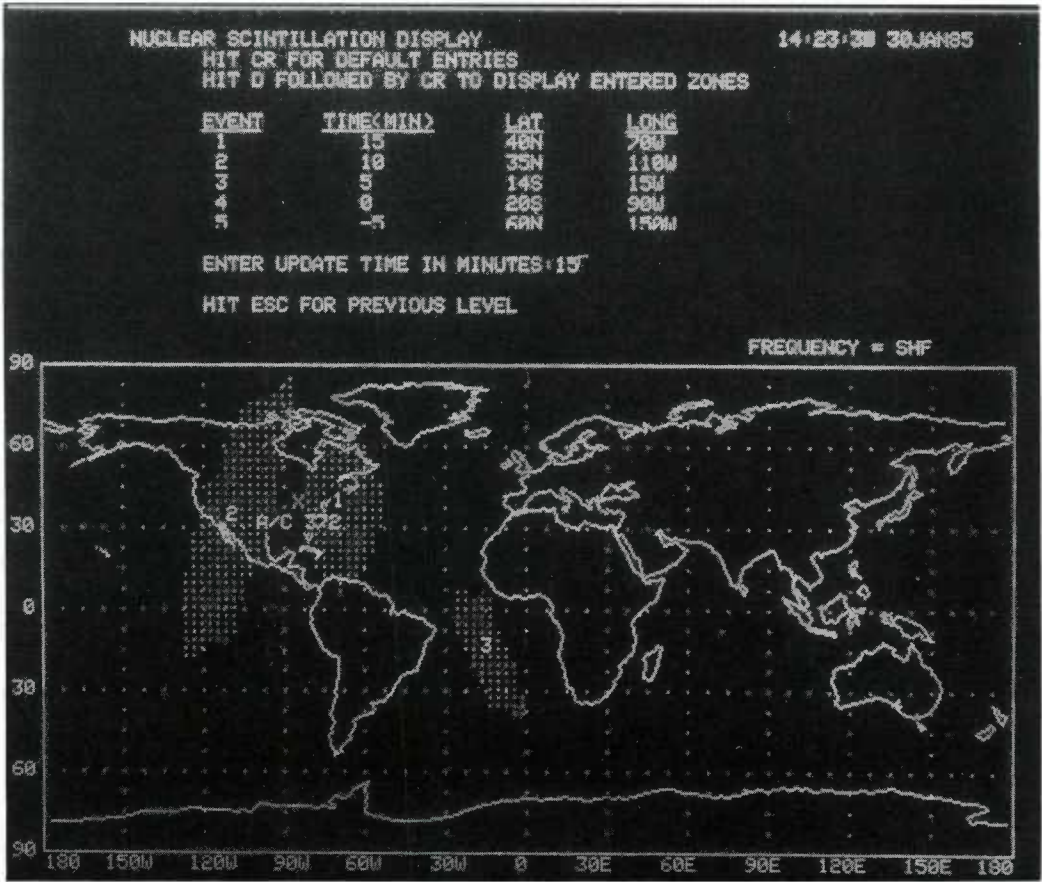 NUCLEAR SCINTILLATION DISPLAY 14:23:30 30JAN85
HIT CR FOR DEFAULT ENTRIES
HIT D FOLLOWED BY CR TO DISPLAY ENTERED ZONES
EVENT TIME(MIN) LAT LONG
1 15 40N 70W
2 10 35N 110W
3 5 14S 15W
4 0 20S 90W
5 -5 60N 150W
ENTER UPDATE TIME IN MINUTES:15
HIT ESC FOR PREVIOUS LEVEL
FREQUENCY = SHF
90
60
1
30 2 A/C 372
0
3
30
60
90
180 150W 120W 90W 60W 30W 0 30E 60E 90E 120E 150E 180